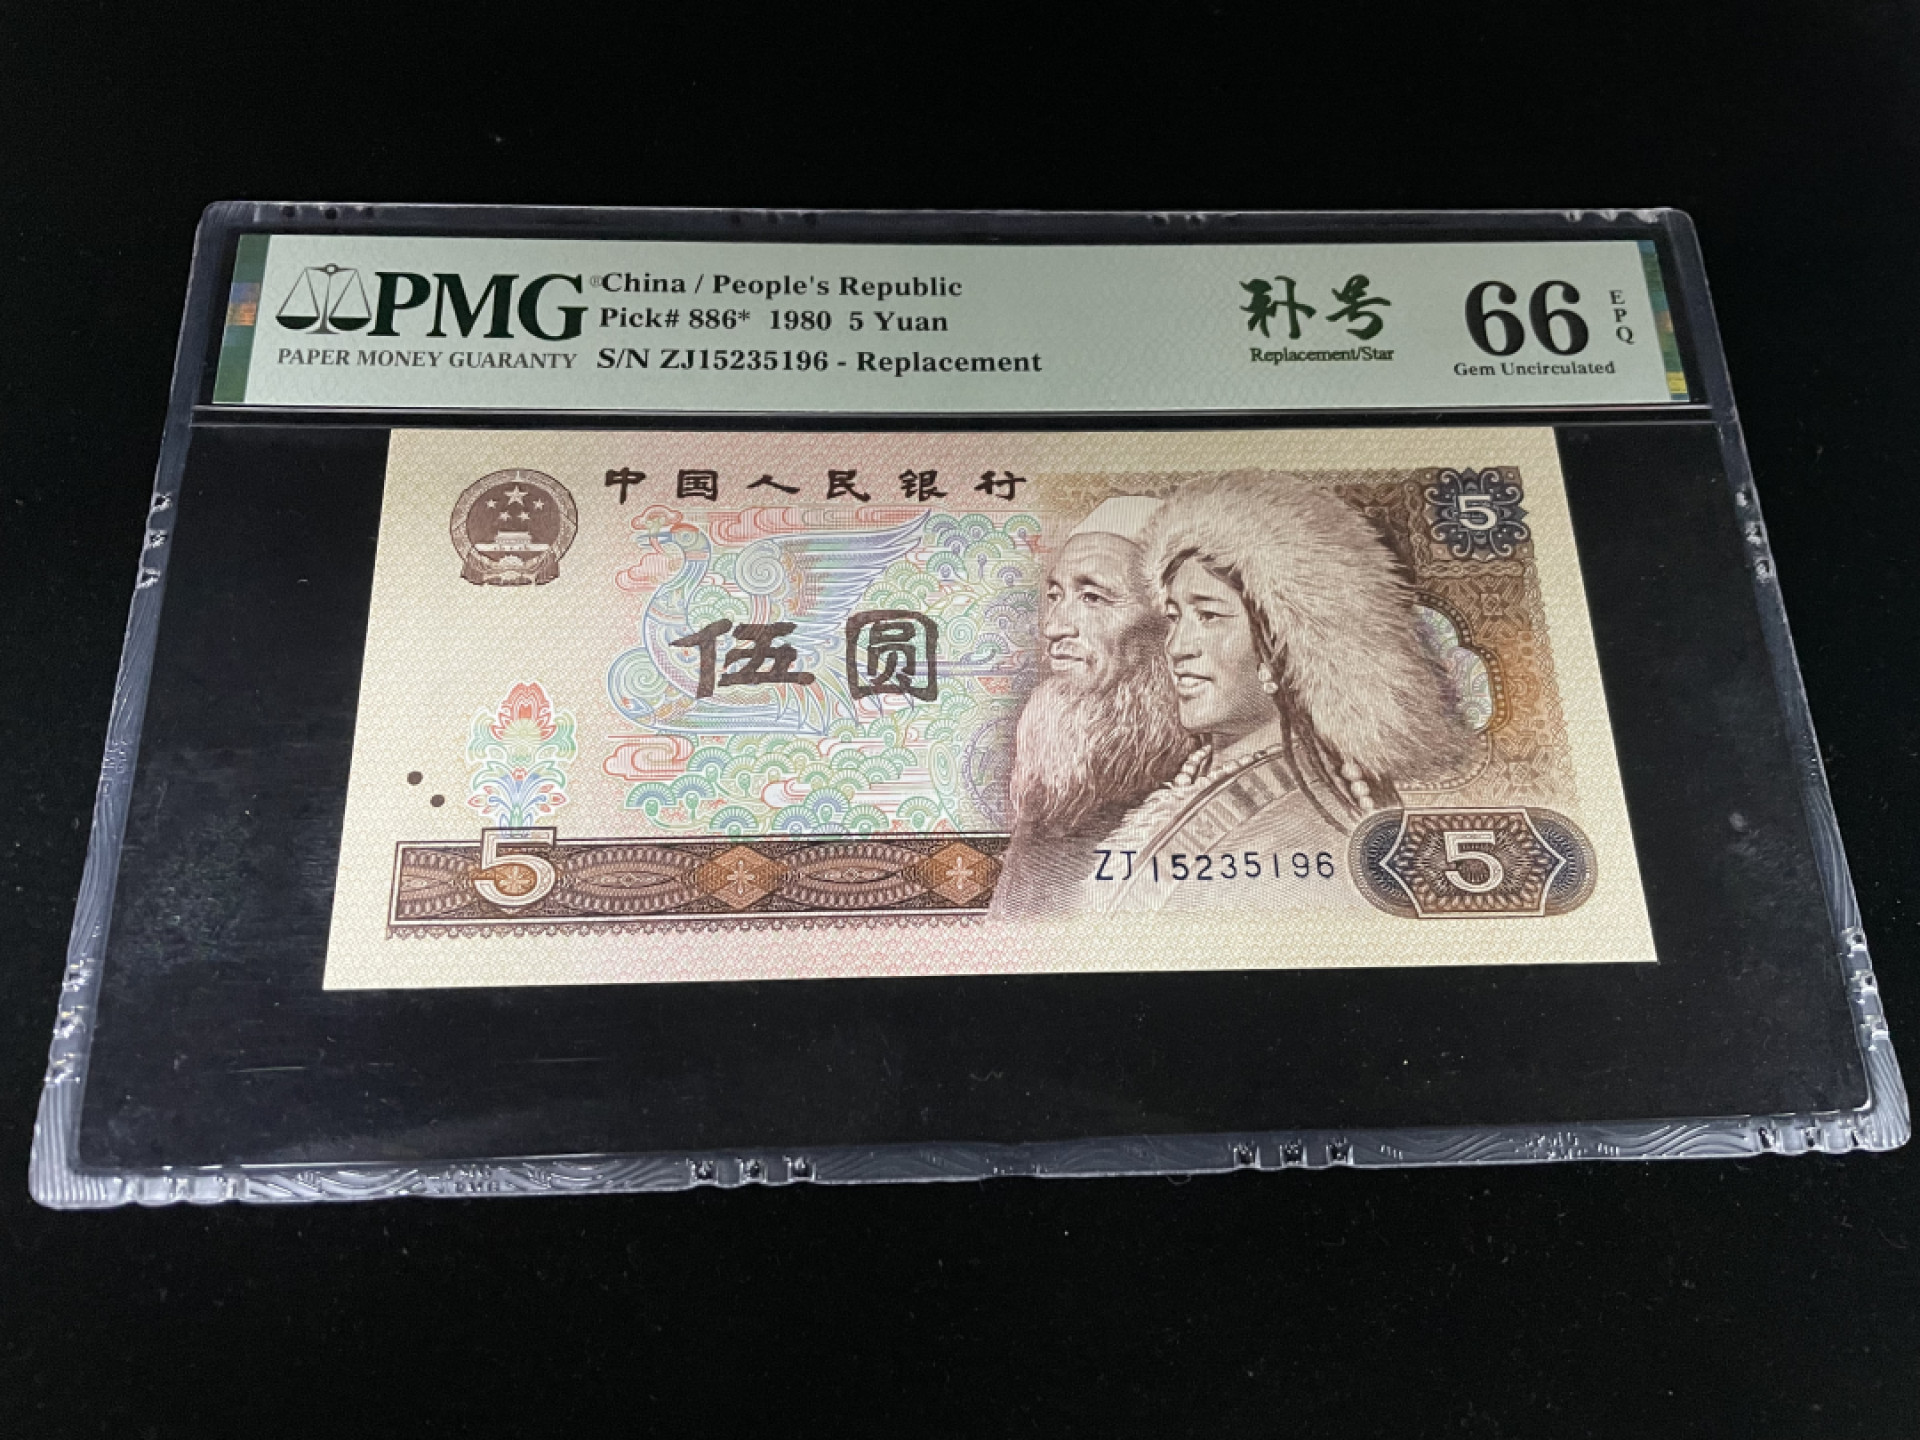 PMG®
PAPER MONEY GUARANTY
China / People's Republic
Pick# 886* 1980 5 Yuan
S/N ZJ15235196 - Replacement
补号
Replacement/Star
66
EPQ
Gem Uncirculated
中国人民银行
5
伍圆
5
ZJ15235196
5